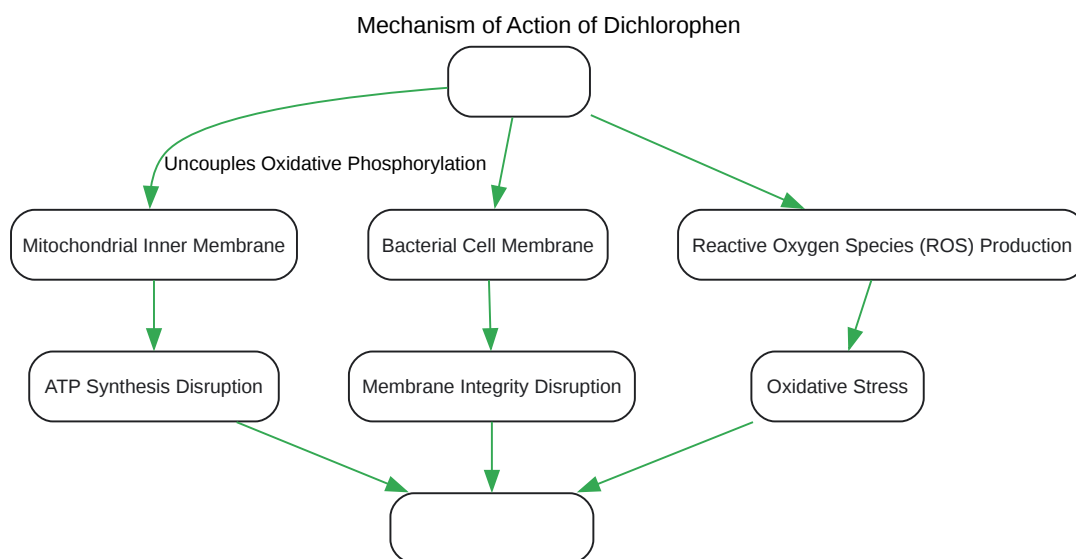 Mechanism of Action of Dichlorophen
Uncouples Oxidative Phosphorylation
Mitochondrial Inner Membrane
Bacterial Cell Membrane
Reactive Oxygen Species (ROS) Production
ATP Synthesis Disruption
Membrane Integrity Disruption
Oxidative Stress